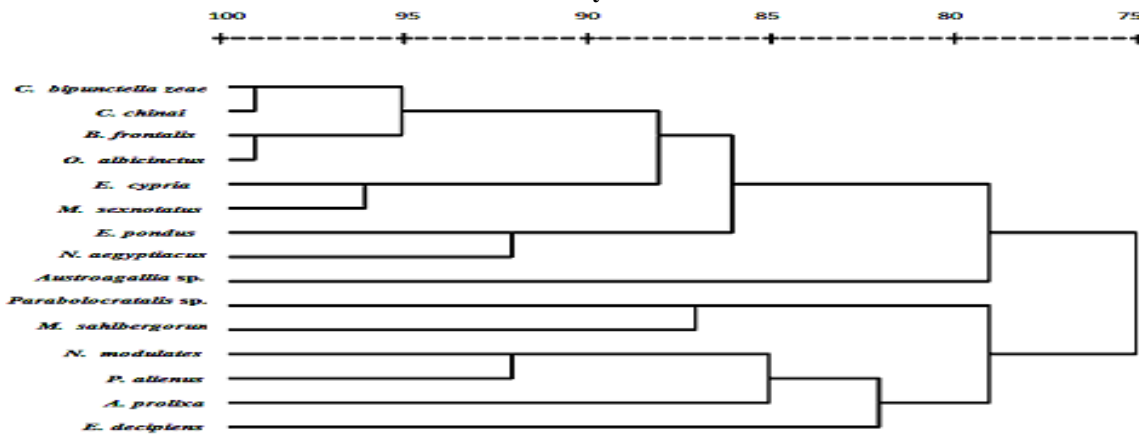 100 95 90 85 80 75
C. bipunctella zeae
C. chinai
B. frontalis
O. albicinctus
E. cypria
M. sexnotatus
E. pondus
N. aegyptiacus
Austroagallia sp.
Parabolocratalis sp.
M. sahlbergorun
N. modulatex
P. alienus
A. prolixa
E. decipiens